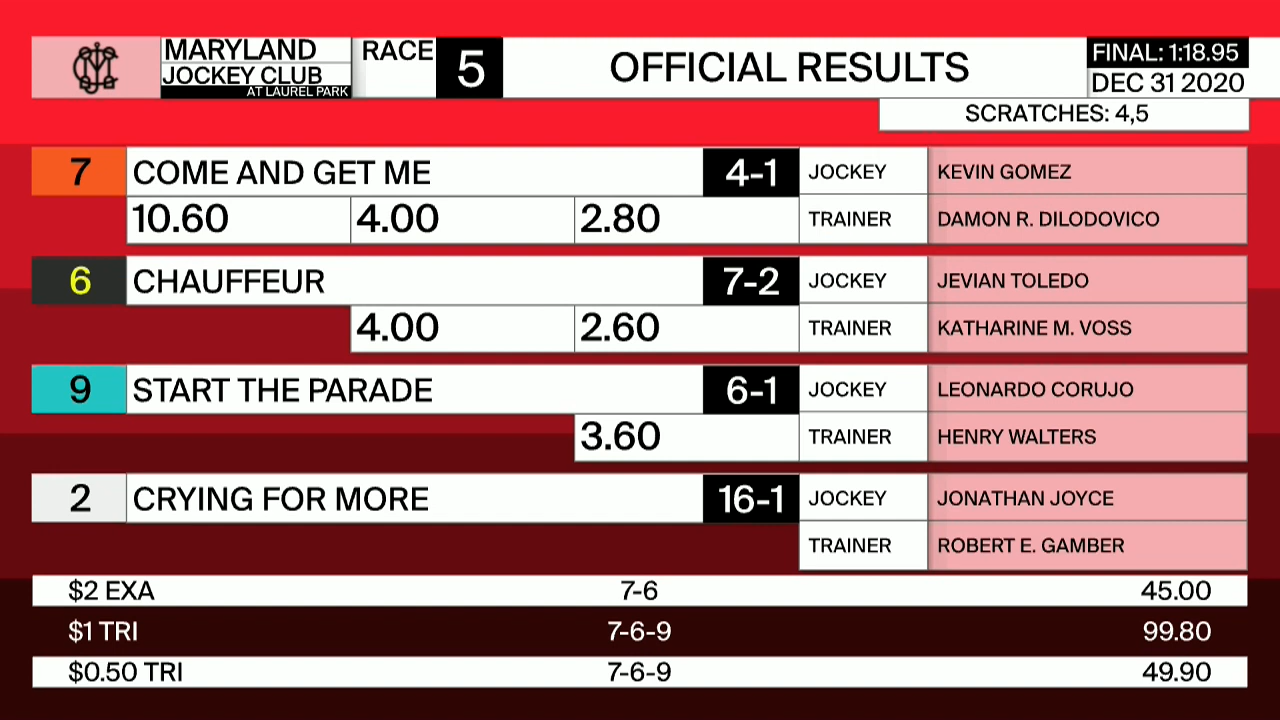 MARYLAND
JOCKEY CLUB
AT LAUREL PARK
RACE 5
OFFICIAL RESULTS
FINAL: 1:18.95
DEC 31 2020
SCRATCHES: 4,5
7 COME AND GET ME 4-1 JOCKEY KEVIN GOMEZ
10.60 4.00 2.80 TRAINER DAMON R. DILODOVICO
6 CHAUFFEUR 7-2 JOCKEY JEVIAN TOLEDO
4.00 2.60 TRAINER KATHARINE M. VOSS
9 START THE PARADE 6-1 JOCKEY LEONARDO CORUJO
3.60 TRAINER HENRY WALTERS
2 CRYING FOR MORE 16-1 JOCKEY JONATHAN JOYCE
TRAINER ROBERT E. GAMBER
$2 EXA 7-6 45.00
$1 TRI 7-6-9 99.80
$0.50 TRI 7-6-9 49.90